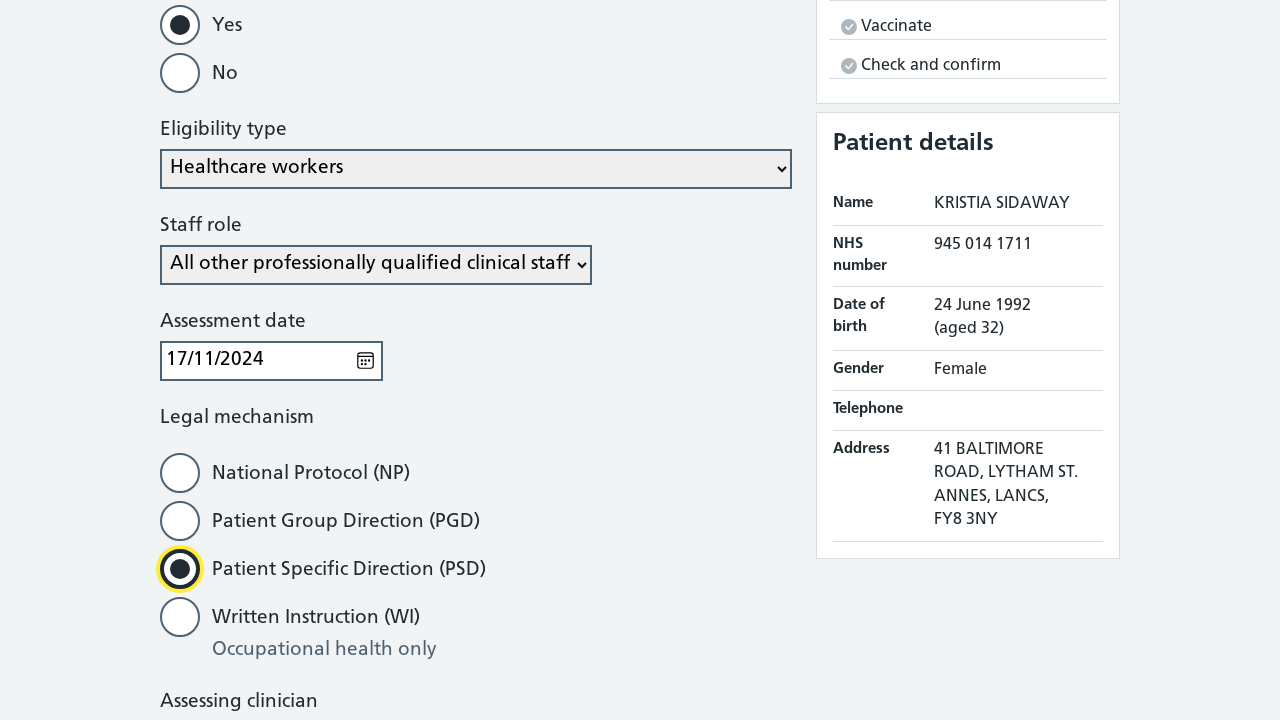 Yes
No
Eligibility type
Healthcare workers
Staff role
All other professionally qualified clinical staff
Assessment date
17/11/2024
Legal mechanism
National Protocol (NP)
Patient Group Direction (PGD)
Patient Specific Direction (PSD)
Written Instruction (WI)
Occupational health only
Assessing clinician
Vaccinate
Check and confirm
Patient details
Name KRISTIA SIDAWAY
NHS number 945 014 1711
Date of birth 24 June 1992 (aged 32)
Gender Female
Telephone
Address 41 BALTIMORE
ROAD, LYTHAM ST.
ANNES, LANCS,
FY8 3NY